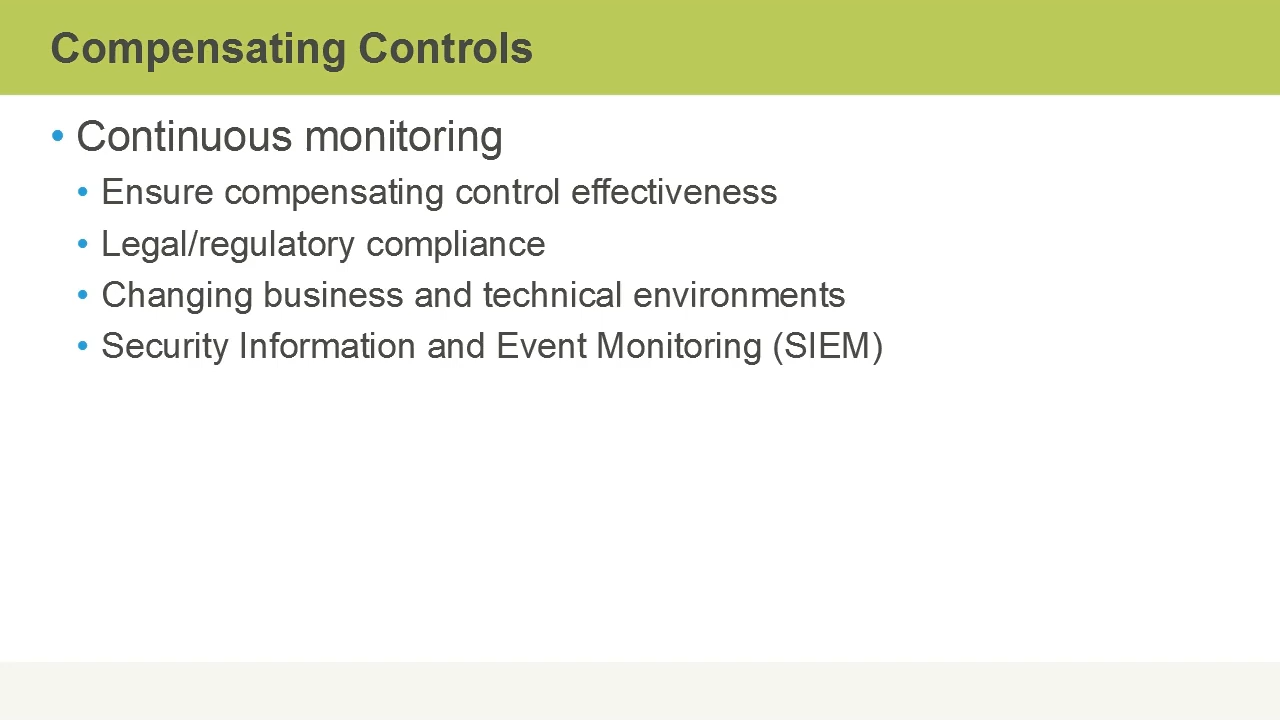 Compensating Controls
• Continuous monitoring
• Ensure compensating control effectiveness
• Legal/regulatory compliance
• Changing business and technical environments
• Security Information and Event Monitoring (SIEM)